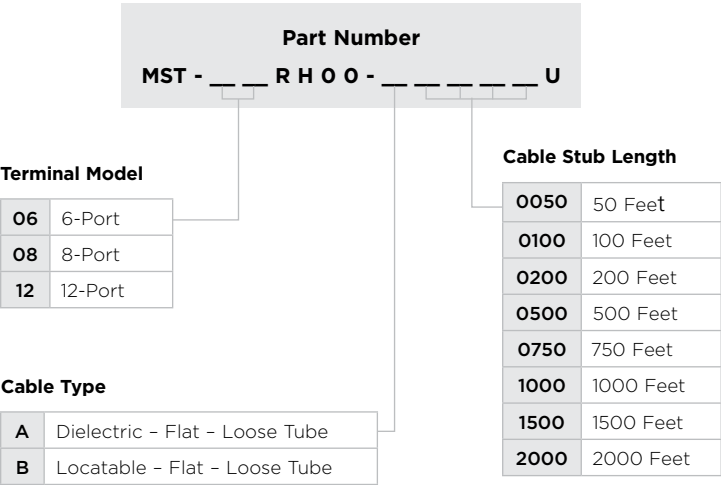 Part Number
MST - __ __ R H 0 0 - __ __ __ __ __ U
Terminal Model
06 6-Port
08 8-Port
12 12-Port
Cable Type
A Dielectric – Flat – Loose Tube
B Locatable – Flat – Loose Tube
Cable Stub Length
0050 50 Feet
0100 100 Feet
0200 200 Feet
0500 500 Feet
0750 750 Feet
1000 1000 Feet
1500 1500 Feet
2000 2000 Feet